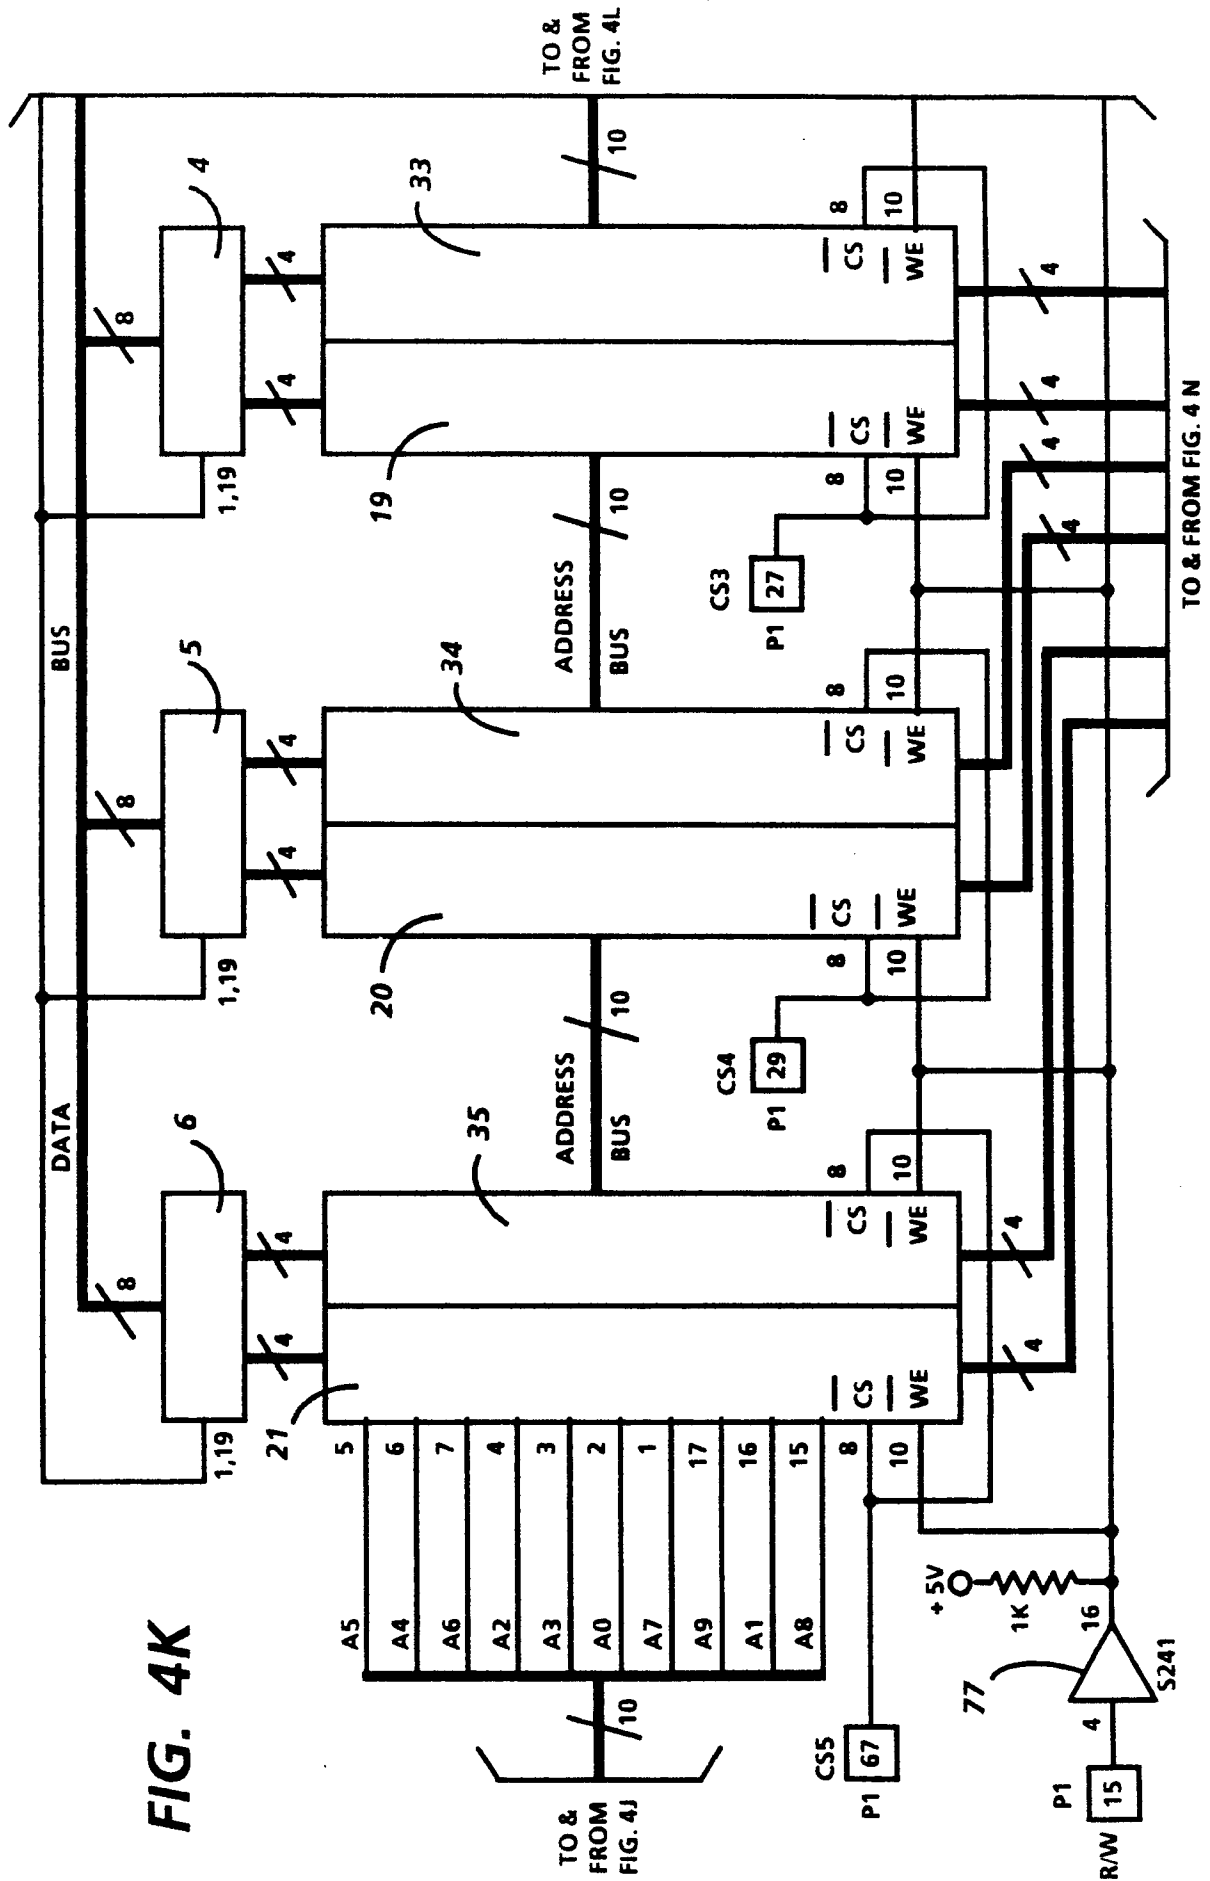 FIG. 4K
DATA
BUS
6
5
4
8
8
8
1,19
1,19
1,19
4
4
4
4
4
4
21
35
20
34
19
33
TO &
FROM
FIG. 4J
10
A5
A4
A6
A2
A3
A0
A7
A9
A1
A8
5
6
7
4
3
2
1
17
16
15
8
10
ADDRESS
BUS
10
ADDRESS
BUS
10
10
TO &
FROM
FIG. 4L
CS
WE
CS
WE
8
10
CS
WE
8
10
CS
WE
8
10
CS
WE
8
10
CS
WE
8
10
CS5
67
P1
CS4
29
P1
CS3
27
P1
4
4
4
4
4
4
+5V
1K
16
77
S241
4
P1
15
R/W
TO & FROM FIG. 4 N